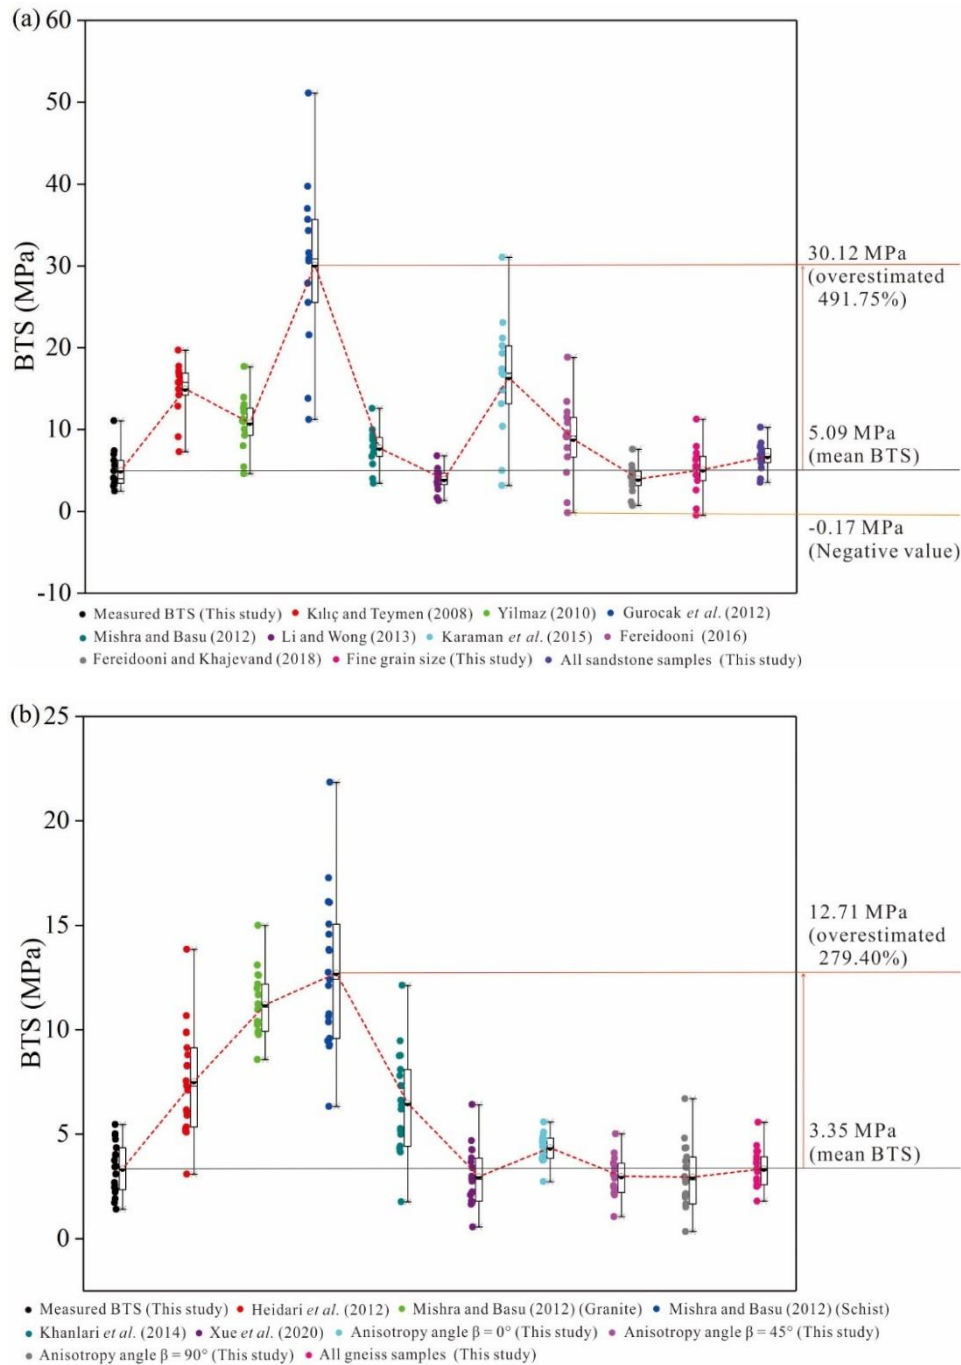 (a)
60
50
40
30
20
10
0
-10
BTS (MPa)
30.12 MPa
(overestimated
491.75%)
5.09 MPa
(mean BTS)
-0.17 MPa
(Negative value)
Measured BTS (This study) Kılıç and Teymen (2008) Yilmaz (2010) Gurocak et al. (2012)
Mishra and Basu (2012) Li and Wong (2013) Karaman et al. (2015) Fereidooni (2016)
Fereidooni and Khajevand (2018) Fine grain size (This study) All sandstone samples (This study)
(b)
25
20
15
10
5
0
BTS (MPa)
12.71 MPa
(overestimated
279.40%)
3.35 MPa
(mean BTS)
Measured BTS (This study) Heidari et al. (2012) Mishra and Basu (2012) (Granite) Mishra and Basu (2012) (Schist)
Khanlari et al. (2014) Xue et al. (2020) Anisotropy angle β = 0° (This study) Anisotropy angle β = 45° (This study)
Anisotropy angle β = 90° (This study) All gneiss samples (This study)